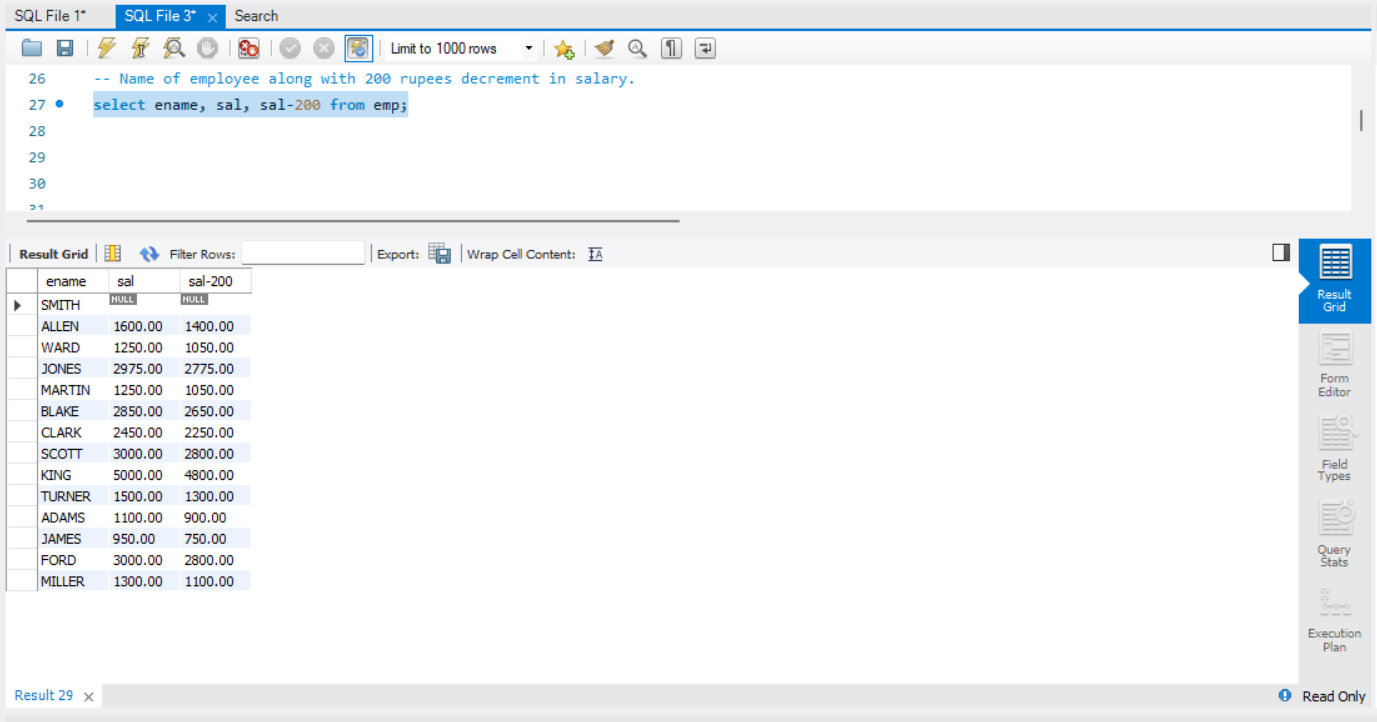 SQL File 1* SQL File 3* Search
Limit to 1000 rows
26 -- Name of employee along with 200 rupees decrement in salary.
27 select ename, sal, sal-200 from emp;
28
29
30
31
Result Grid Filter Rows: Export: Wrap Cell Content:
ename sal sal-200
SMITH NULL NULL
ALLEN 1600.00 1400.00
WARD 1250.00 1050.00
JONES 2975.00 2775.00
MARTIN 1250.00 1050.00
BLAKE 2850.00 2650.00
CLARK 2450.00 2250.00
SCOTT 3000.00 2800.00
KING 5000.00 4800.00
TURNER 1500.00 1300.00
ADAMS 1100.00 900.00
JAMES 950.00 750.00
FORD 3000.00 2800.00
MILLER 1300.00 1100.00
Result
Grid
Form
Editor
Field
Types
Query
Stats
Execution
Plan
Result 29 Read Only